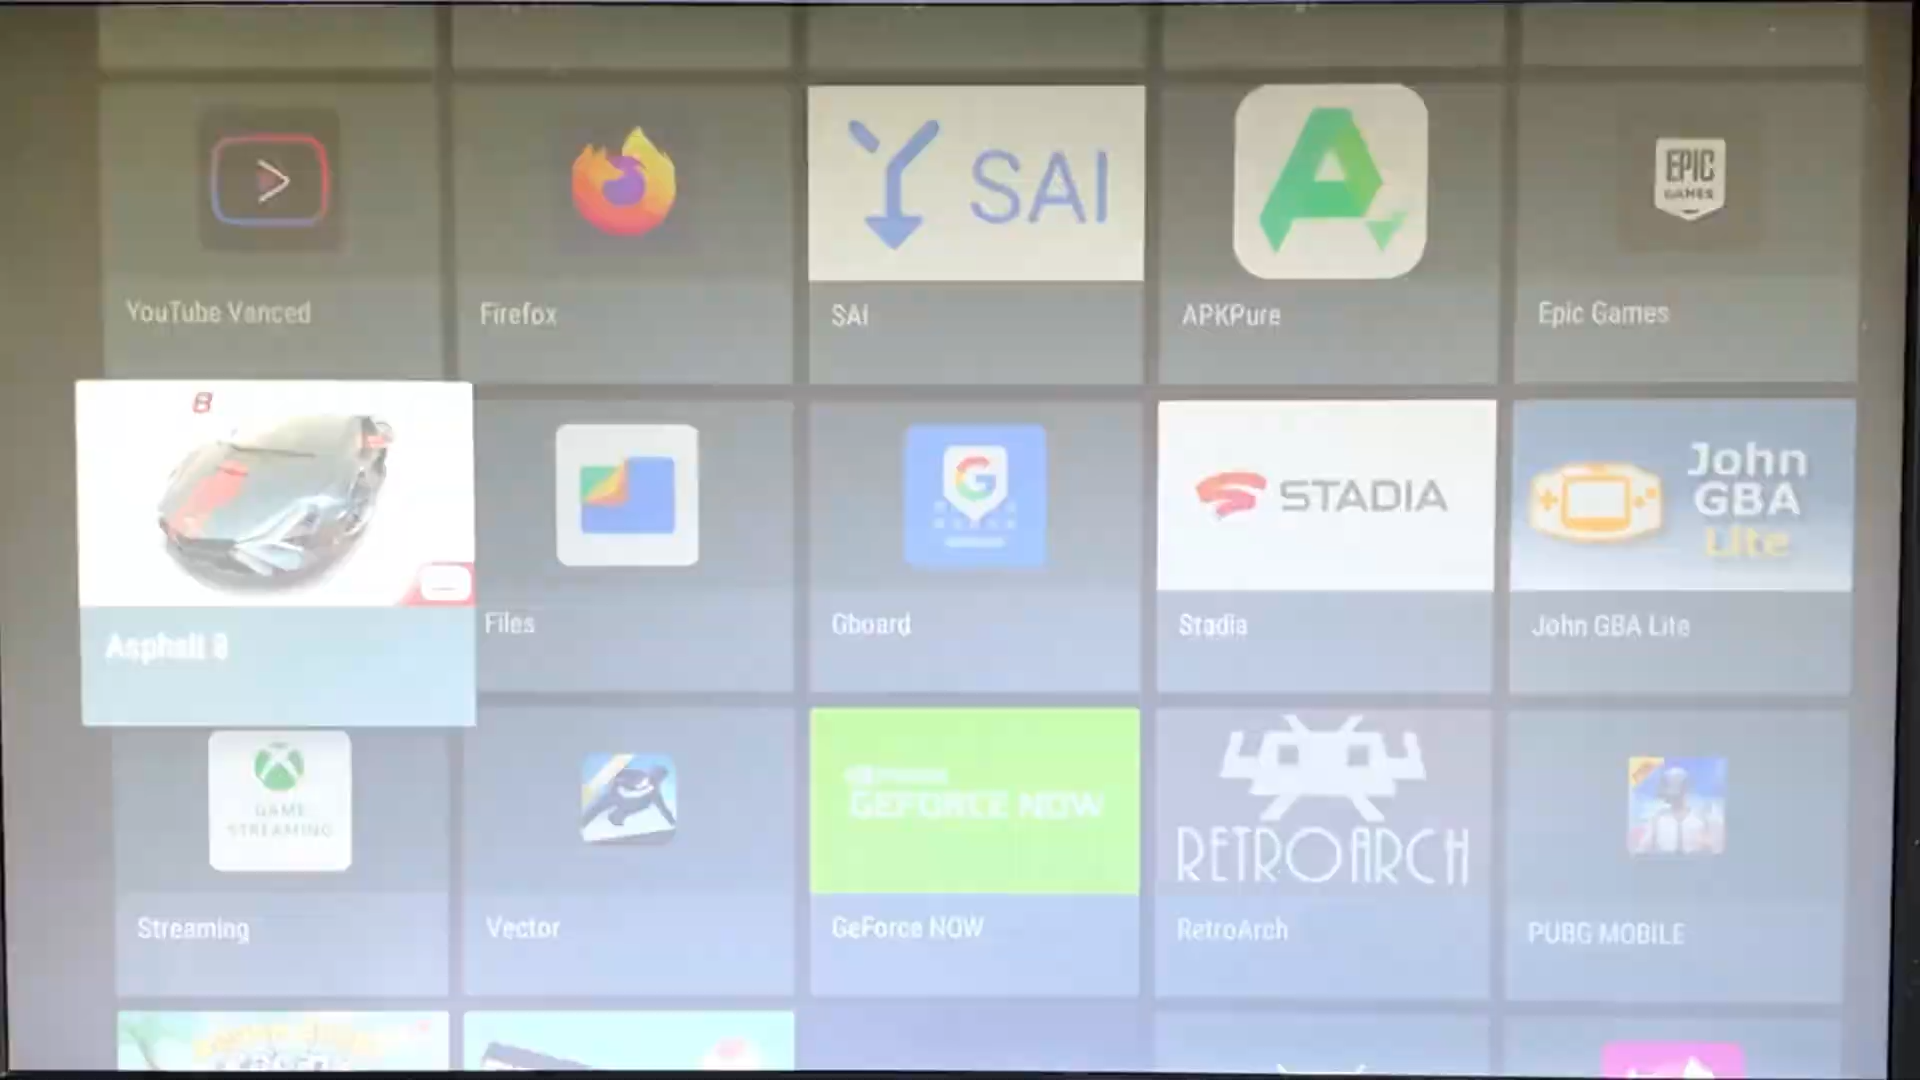 SAI
EPIC
GAMES
YouTube Vanced
Firefox
SAI
APKPure
Epic Games
8
G
STADIA
John
GBA
Lite
Asphalt 8
Files
Gboard
Stadia
John GBA Lite
GAME
STREAMING
GEFORCE NOW
RETROARCH
Streaming
Vector
GeForce NOW
RetroArch
PUBG MOBILE